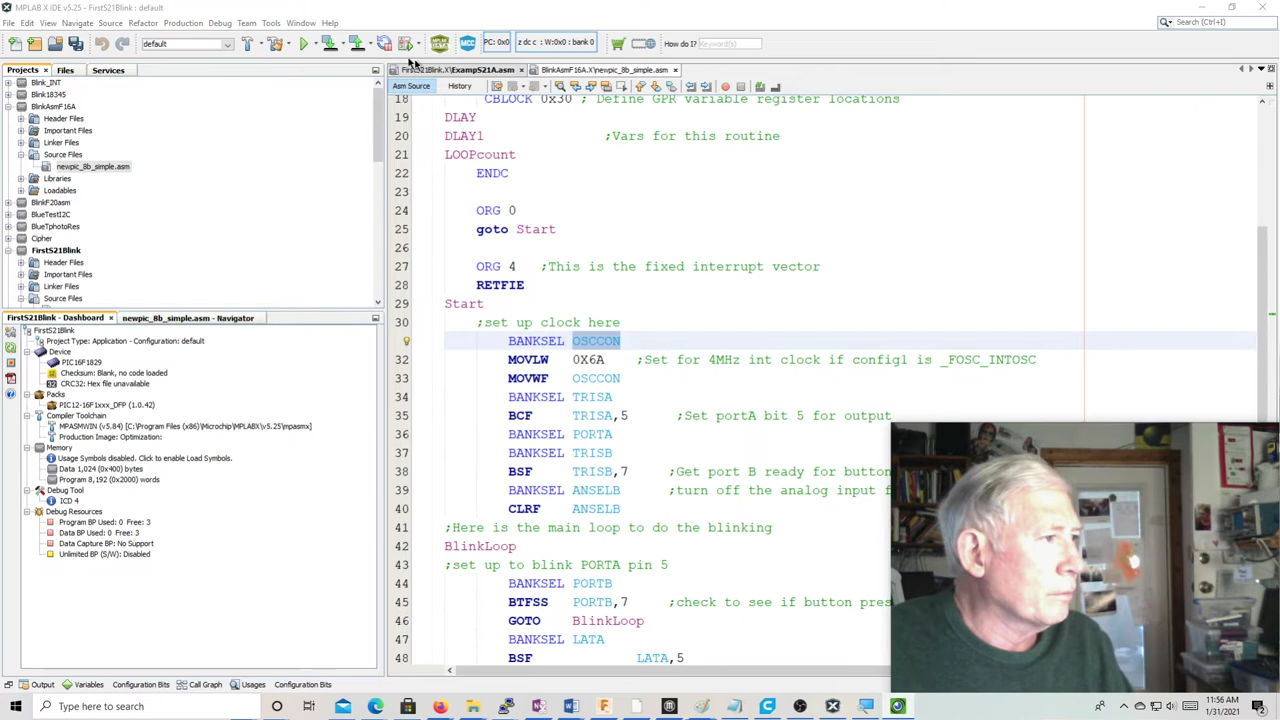 MPLAB X IDE v5.25 - FirstS21Blink : default
File Edit View Navigate Source Refactor Production Debug Team Tools Window Help
Search (Ctrl+I)
default
PC: 0x0
z dc c : W:0x0 : bank 0
How do I? Keyword(s)
Projects Files Services
FirstS21Blink.X\ExampS21A.asm BlinkAsmF16A.X\newpic_8b_simple.asm
Asm Source History
Blink_INT
Blink18345
BlinkAsmF16A
Header Files
Important Files
Linker Files
Source Files
newpic_8b_simple.asm
Libraries
Loadables
BlinkF20asm
BlueTestI2C
BlueTphotoRes
Cipher
FirstS21Blink
Header Files
Important Files
Linker Files
Source Files
FirstS21Blink - Dashboard newpic_8b_simple.asm - Navigator
FirstS21Blink
Project Type: Application - Configuration: default
Device
PIC16F1829
Checksum: Blank, no code loaded
CRC32: Hex file unavailable
Packs
PIC12-16F1xxx_DFP (1.0.42)
Compiler Toolchain
MPASMWIN (v5.84) [C:\Program Files (x86)\Microchip\MPLABX\v5.25\mpasmx]
Production Image: Optimization:
Memory
Usage Symbols disabled. Click to enable Load Symbols.
Data 1,024 (0x400) bytes
Program 8,192 (0x2000) words
Debug Tool
ICD 4
Debug Resources
Program BP Used: 0 Free: 3
Data BP Used: 0 Free: 3
Data Capture BP: No Support
Unlimited BP (S/W): Disabled
18 CBLOCK 0x30 ; Define GPR variable register locations
19 DLAY
20 DLAY1 ;Vars for this routine
21 LOOPcount
22 ENDC
23
24 ORG 0
25 goto Start
26
27 ORG 4 ;This is the fixed interrupt vector
28 RETFIE
29 Start
30 ;set up clock here
BANKSEL OSCCON
32 MOVLW 0X6A ;Set for 4MHz int clock if config1 is _FOSC_INTOSC
33 MOVWF OSCCON
34 BANKSEL TRISA
35 BCF TRISA,5 ;Set portA bit 5 for output
36 BANKSEL PORTA
37 BANKSEL TRISB
38 BSF TRISB,7 ;Get port B ready for button
39 BANKSEL ANSELB ;turn off the analog input
40 CLRF ANSELB
41 ;Here is the main loop to do the blinking
42 BlinkLoop
43 ;set up to blink PORTA pin 5
44 BANKSEL PORTB
45 BTFSS PORTB,7 ;check to see if button pres
46 GOTO BlinkLoop
47 BANKSEL LATA
48 BSF LATA,5
Output Variables Configuration Bits Call Graph Usages Configuration Bits
Type here to search
11:56 AM
1/31/2021